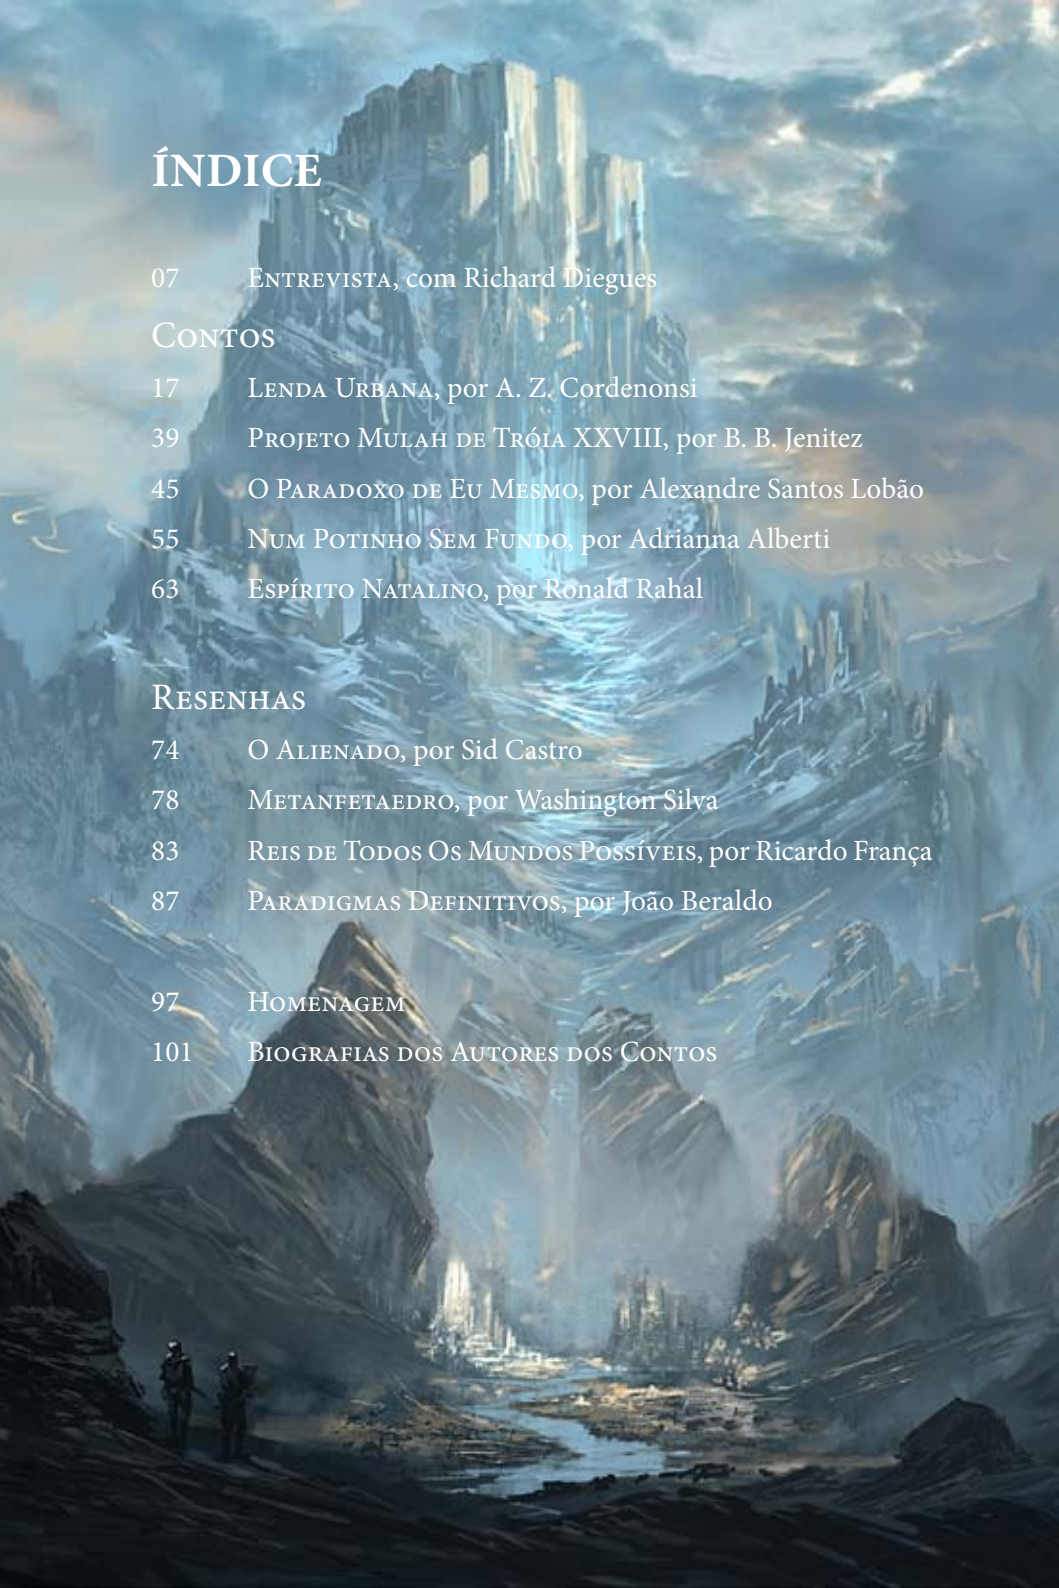 ÍNDICE
07 Entrevista, com Richard Diegues
Contos
17 Lenda Urbana, por A. Z. Cordenonsi
39 Projeto Mulah de Tróia XXVIII, por B. B. Jenitez
45 O Paradoxo de Eu Mesmo, por Alexandre Santos Lobão
55 Num Potinho Sem Fundo, por Adrianna Alberti
63 Espírito Natalino, por Ronald Rahal
Resenhas
74 O Alienado, por Sid Castro
78 Metanfetaedro, por Washington Silva
83 Reis de Todos Os Mundos Possíveis, por Ricardo França
87 Paradigmas Definitivos, por João Beraldo
97 Homenagem
101 Biografias dos Autores dos Contos